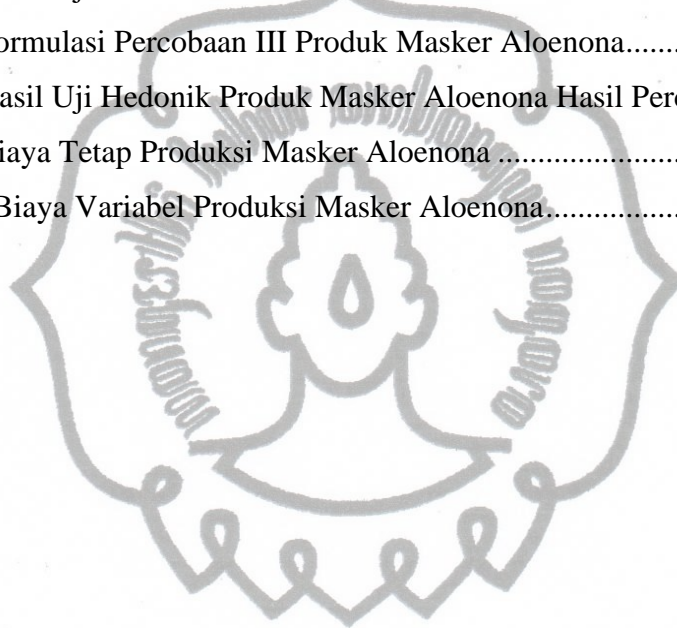 ormulasi Percobaan III Produk Masker Aloenona.......
asil Uji Hedonik Produk Masker Aloenona Hasil Perc
iaya Tetap Produksi Masker Aloenona ....................
Biaya Variabel Produksi Masker Aloenona.................